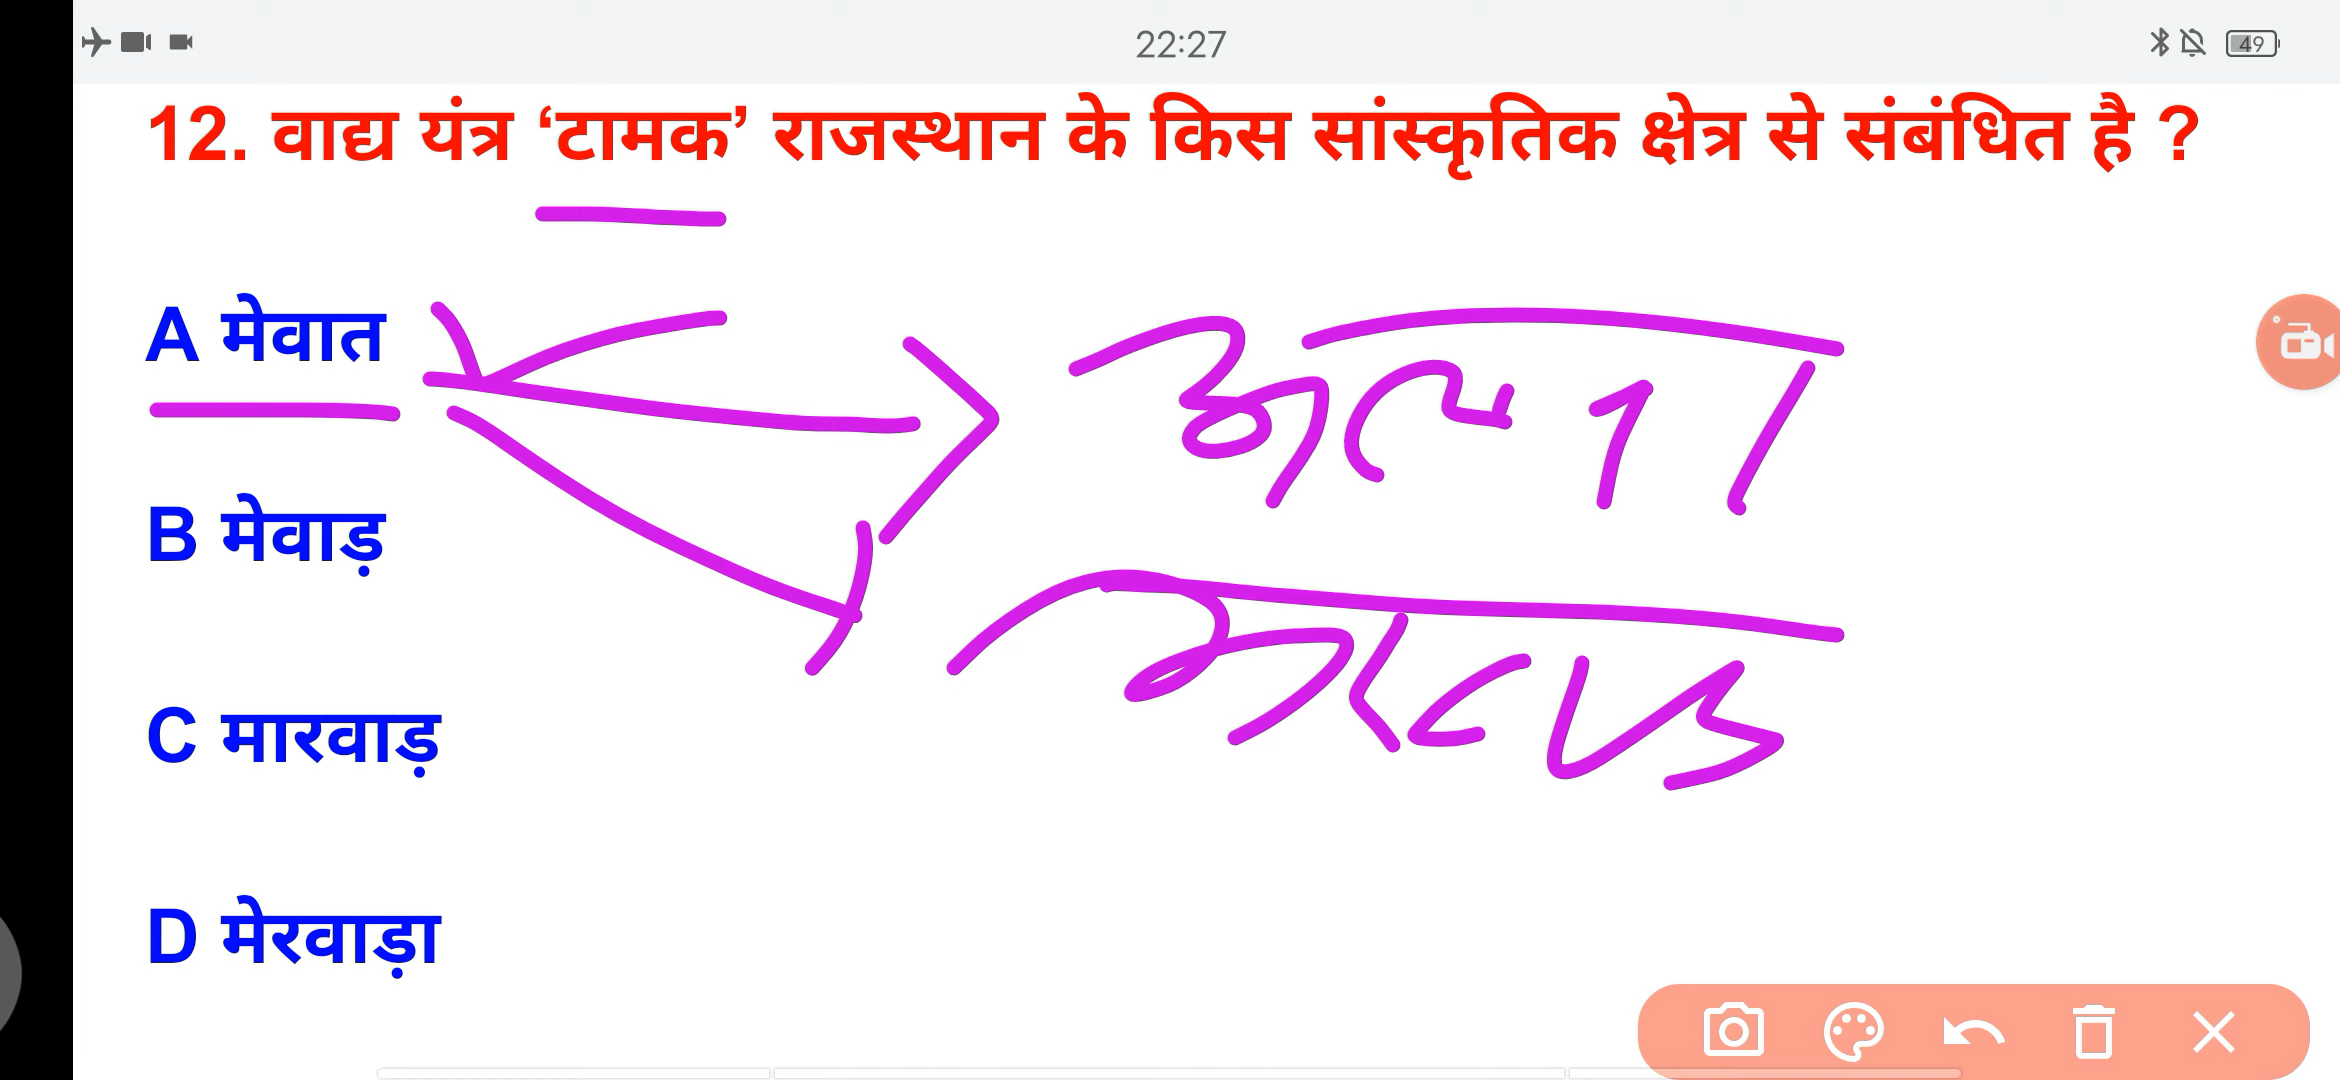 22:27
49
12. वाद्य यंत्र ‘टामक’ राजस्थान के किस सांस्कृतिक क्षेत्र से संबंधित है ?
A मेवात
B मेवाड़
C मारवाड़
D मेरवाड़ा